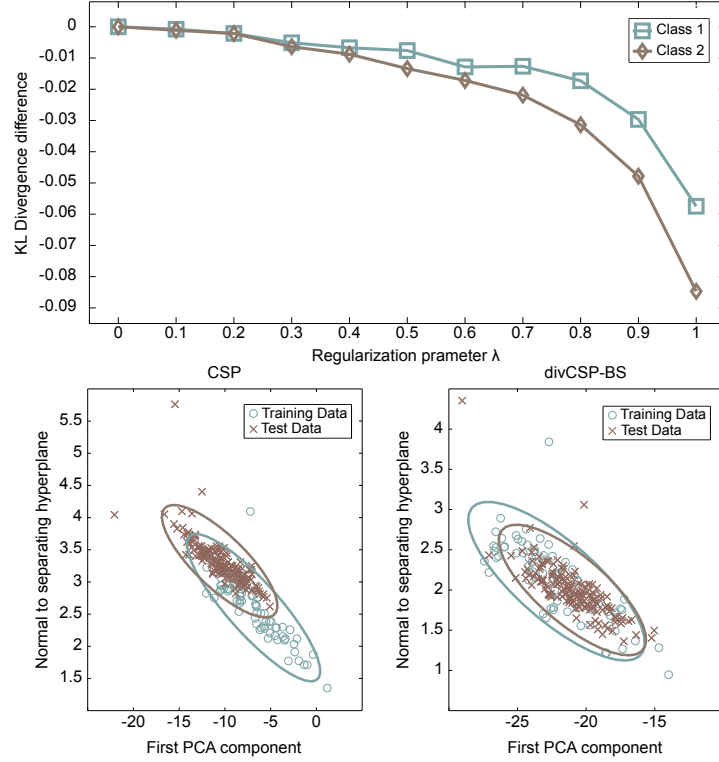 0
-0.01
-0.02
-0.03
-0.04
-0.05
-0.06
-0.07
-0.08
-0.09
KL Divergence difference
Class 1
Class 2
0 0.1 0.2 0.3 0.4 0.5 0.6 0.7 0.8 0.9 1
Regularization prameter λ
CSP
5.5
5
4.5
4
3.5
3
2.5
2
1.5
Normal to separating hyperplane
Training Data
Test Data
-20 -15 -10 -5 0
First PCA component
divCSP-BS
4
3.5
3
2.5
2
1.5
1
Normal to separating hyperplane
Training Data
Test Data
-25 -20 -15
First PCA component